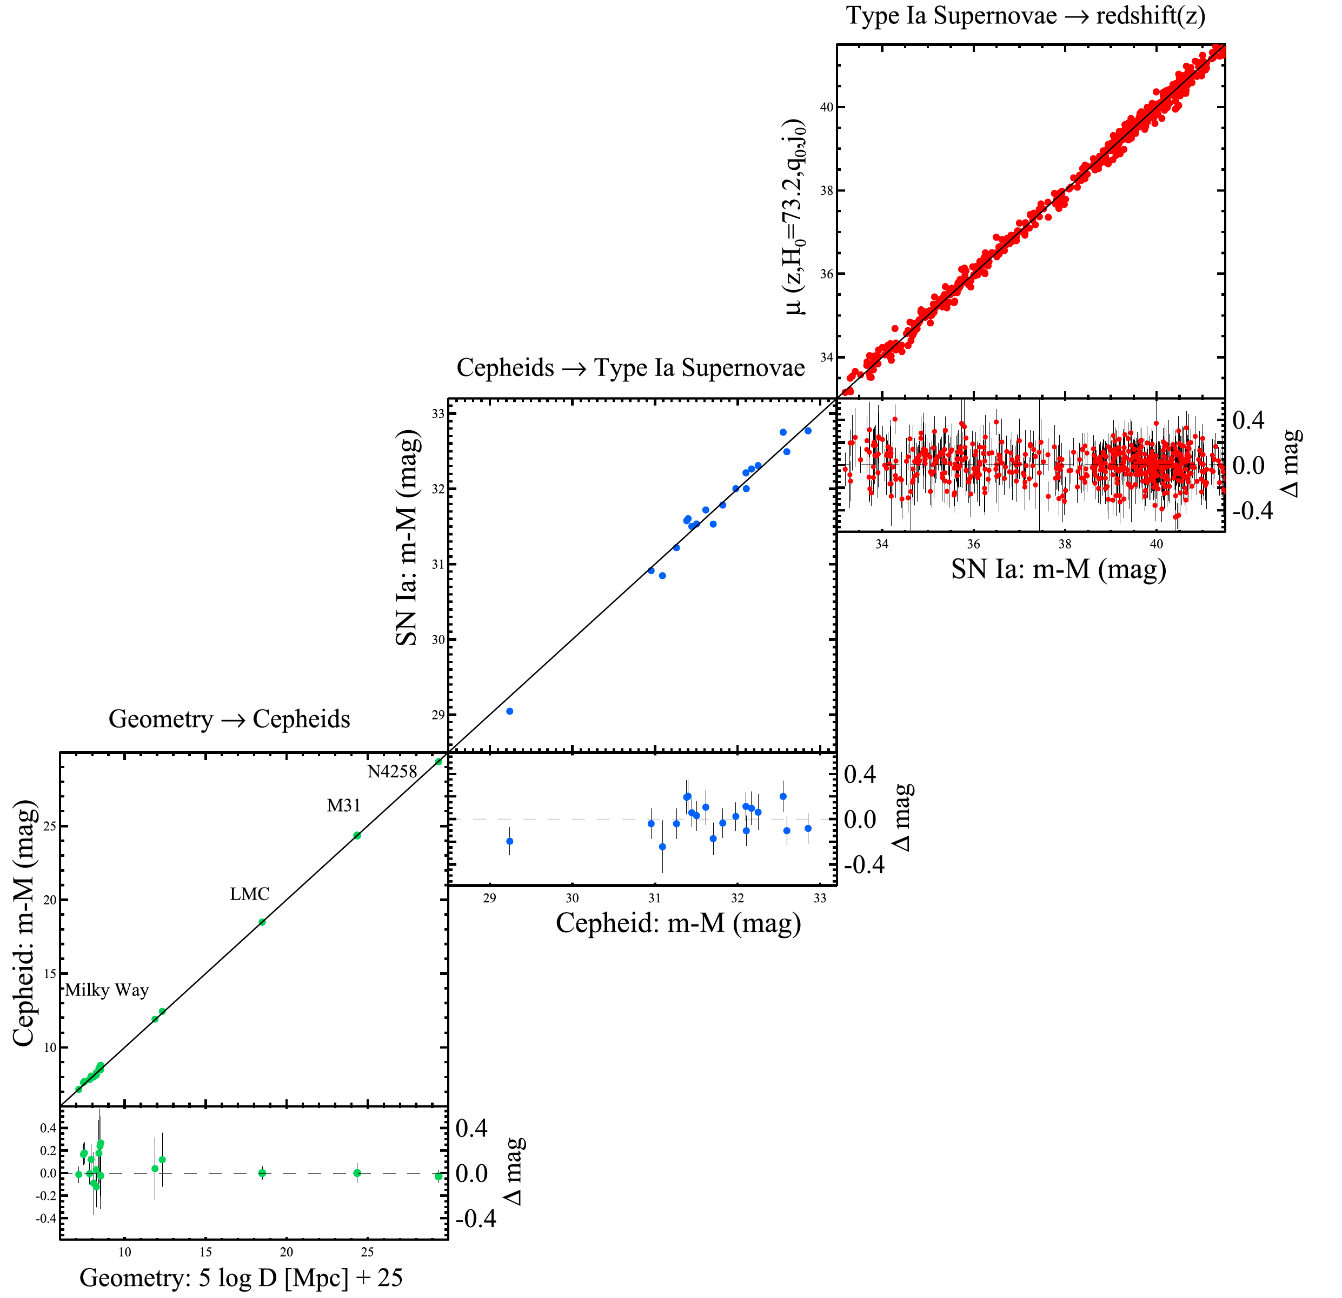 Type Ia Supernovae → redshift(z)
40
38
36
34
μ (z,H0=73.2,q0,j0)
0.4
0.0
-0.4
Δ mag
34 36 38 40
SN Ia: m-M (mag)
Cepheids → Type Ia Supernovae
33
32
31
30
29
SN Ia: m-M (mag)
0.4
0.0
-0.4
Δ mag
29 30 31 32 33
Cepheid: m-M (mag)
Geometry → Cepheids
N4258
M31
LMC
Milky Way
25
20
15
10
Cepheid: m-M (mag)
0.4
0.2
0.0
-0.2
-0.4
0.4
0.0
-0.4
Δ mag
10 15 20 25
Geometry: 5 log D [Mpc] + 25